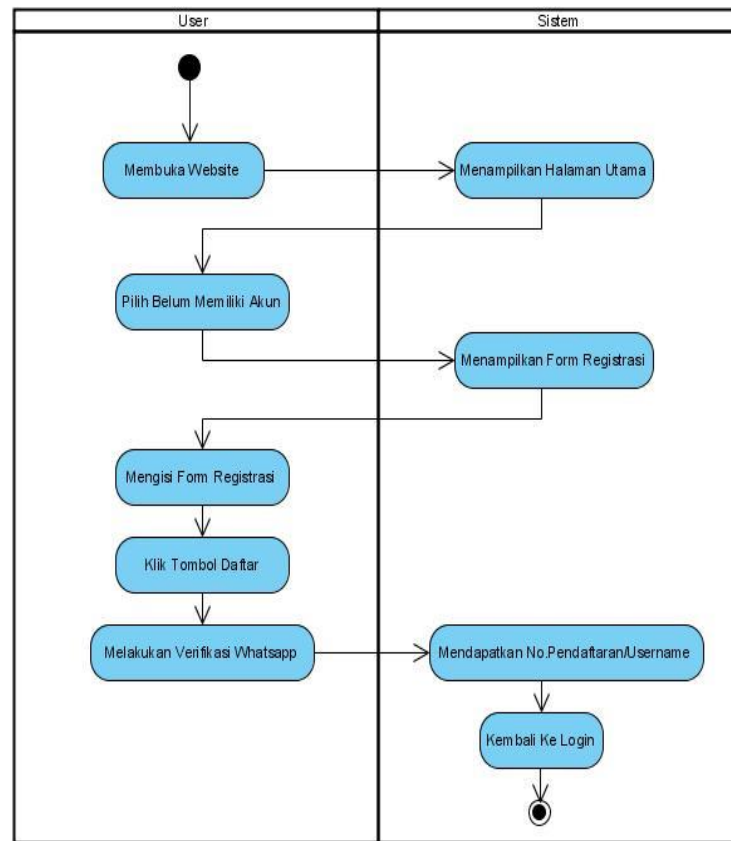 User
Sistem
Membuka Website
Menampilkan Halaman Utama
Pilih Belum Memiliki Akun
Menampilkan Form Registrasi
Mengisi Form Registrasi
Klik Tombol Daftar
Melakukan Verifikasi Whatsapp
Mendapatkan No.Pendaftaran/Username
Kembali Ke Login